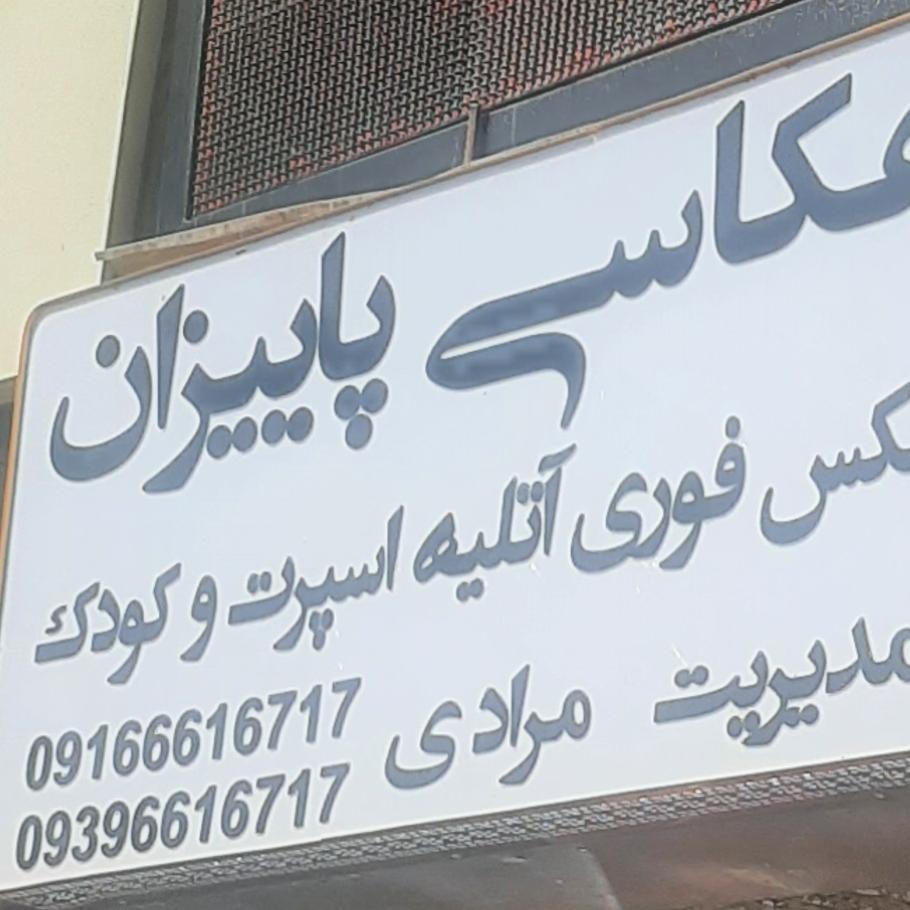 عکاسی پاییزان
عکس فوری آتلیه اسپرت و کودک
مدیریت مرادی
09166616717
09396616717